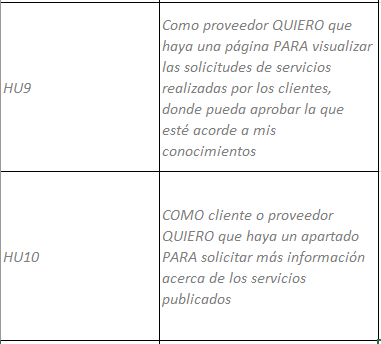 HU9
Como proveedor QUIERO que
haya una página PARA visualizar
las solicitudes de servicios
realizadas por los clientes,
donde pueda aprobar la que
esté acorde a mis
conocimientos
HU10
COMO cliente o proveedor
QUIERO que haya un apartado
PARA solicitar más información
acerca de los servicios
publicados